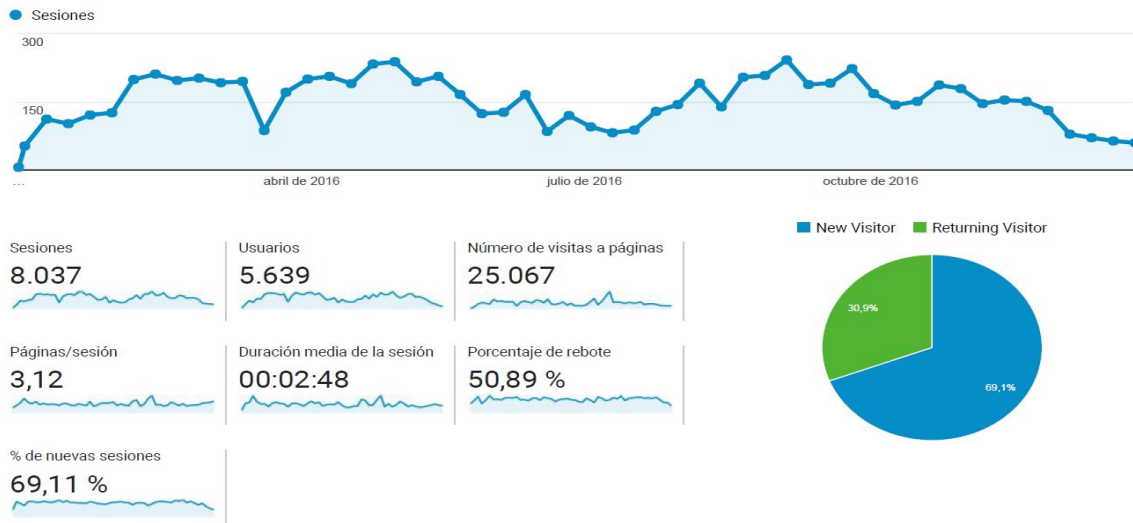 Sesiones
300
150
...
abril de 2016
julio de 2016
octubre de 2016
New Visitor
Returning Visitor
Sesiones
8.037
Usuarios
5.639
Número de visitas a páginas
25.067
Páginas/sesión
3,12
Duración media de la sesión
00:02:48
Porcentaje de rebote
50,89 %
% de nuevas sesiones
69,11 %
30,9%
69,1%